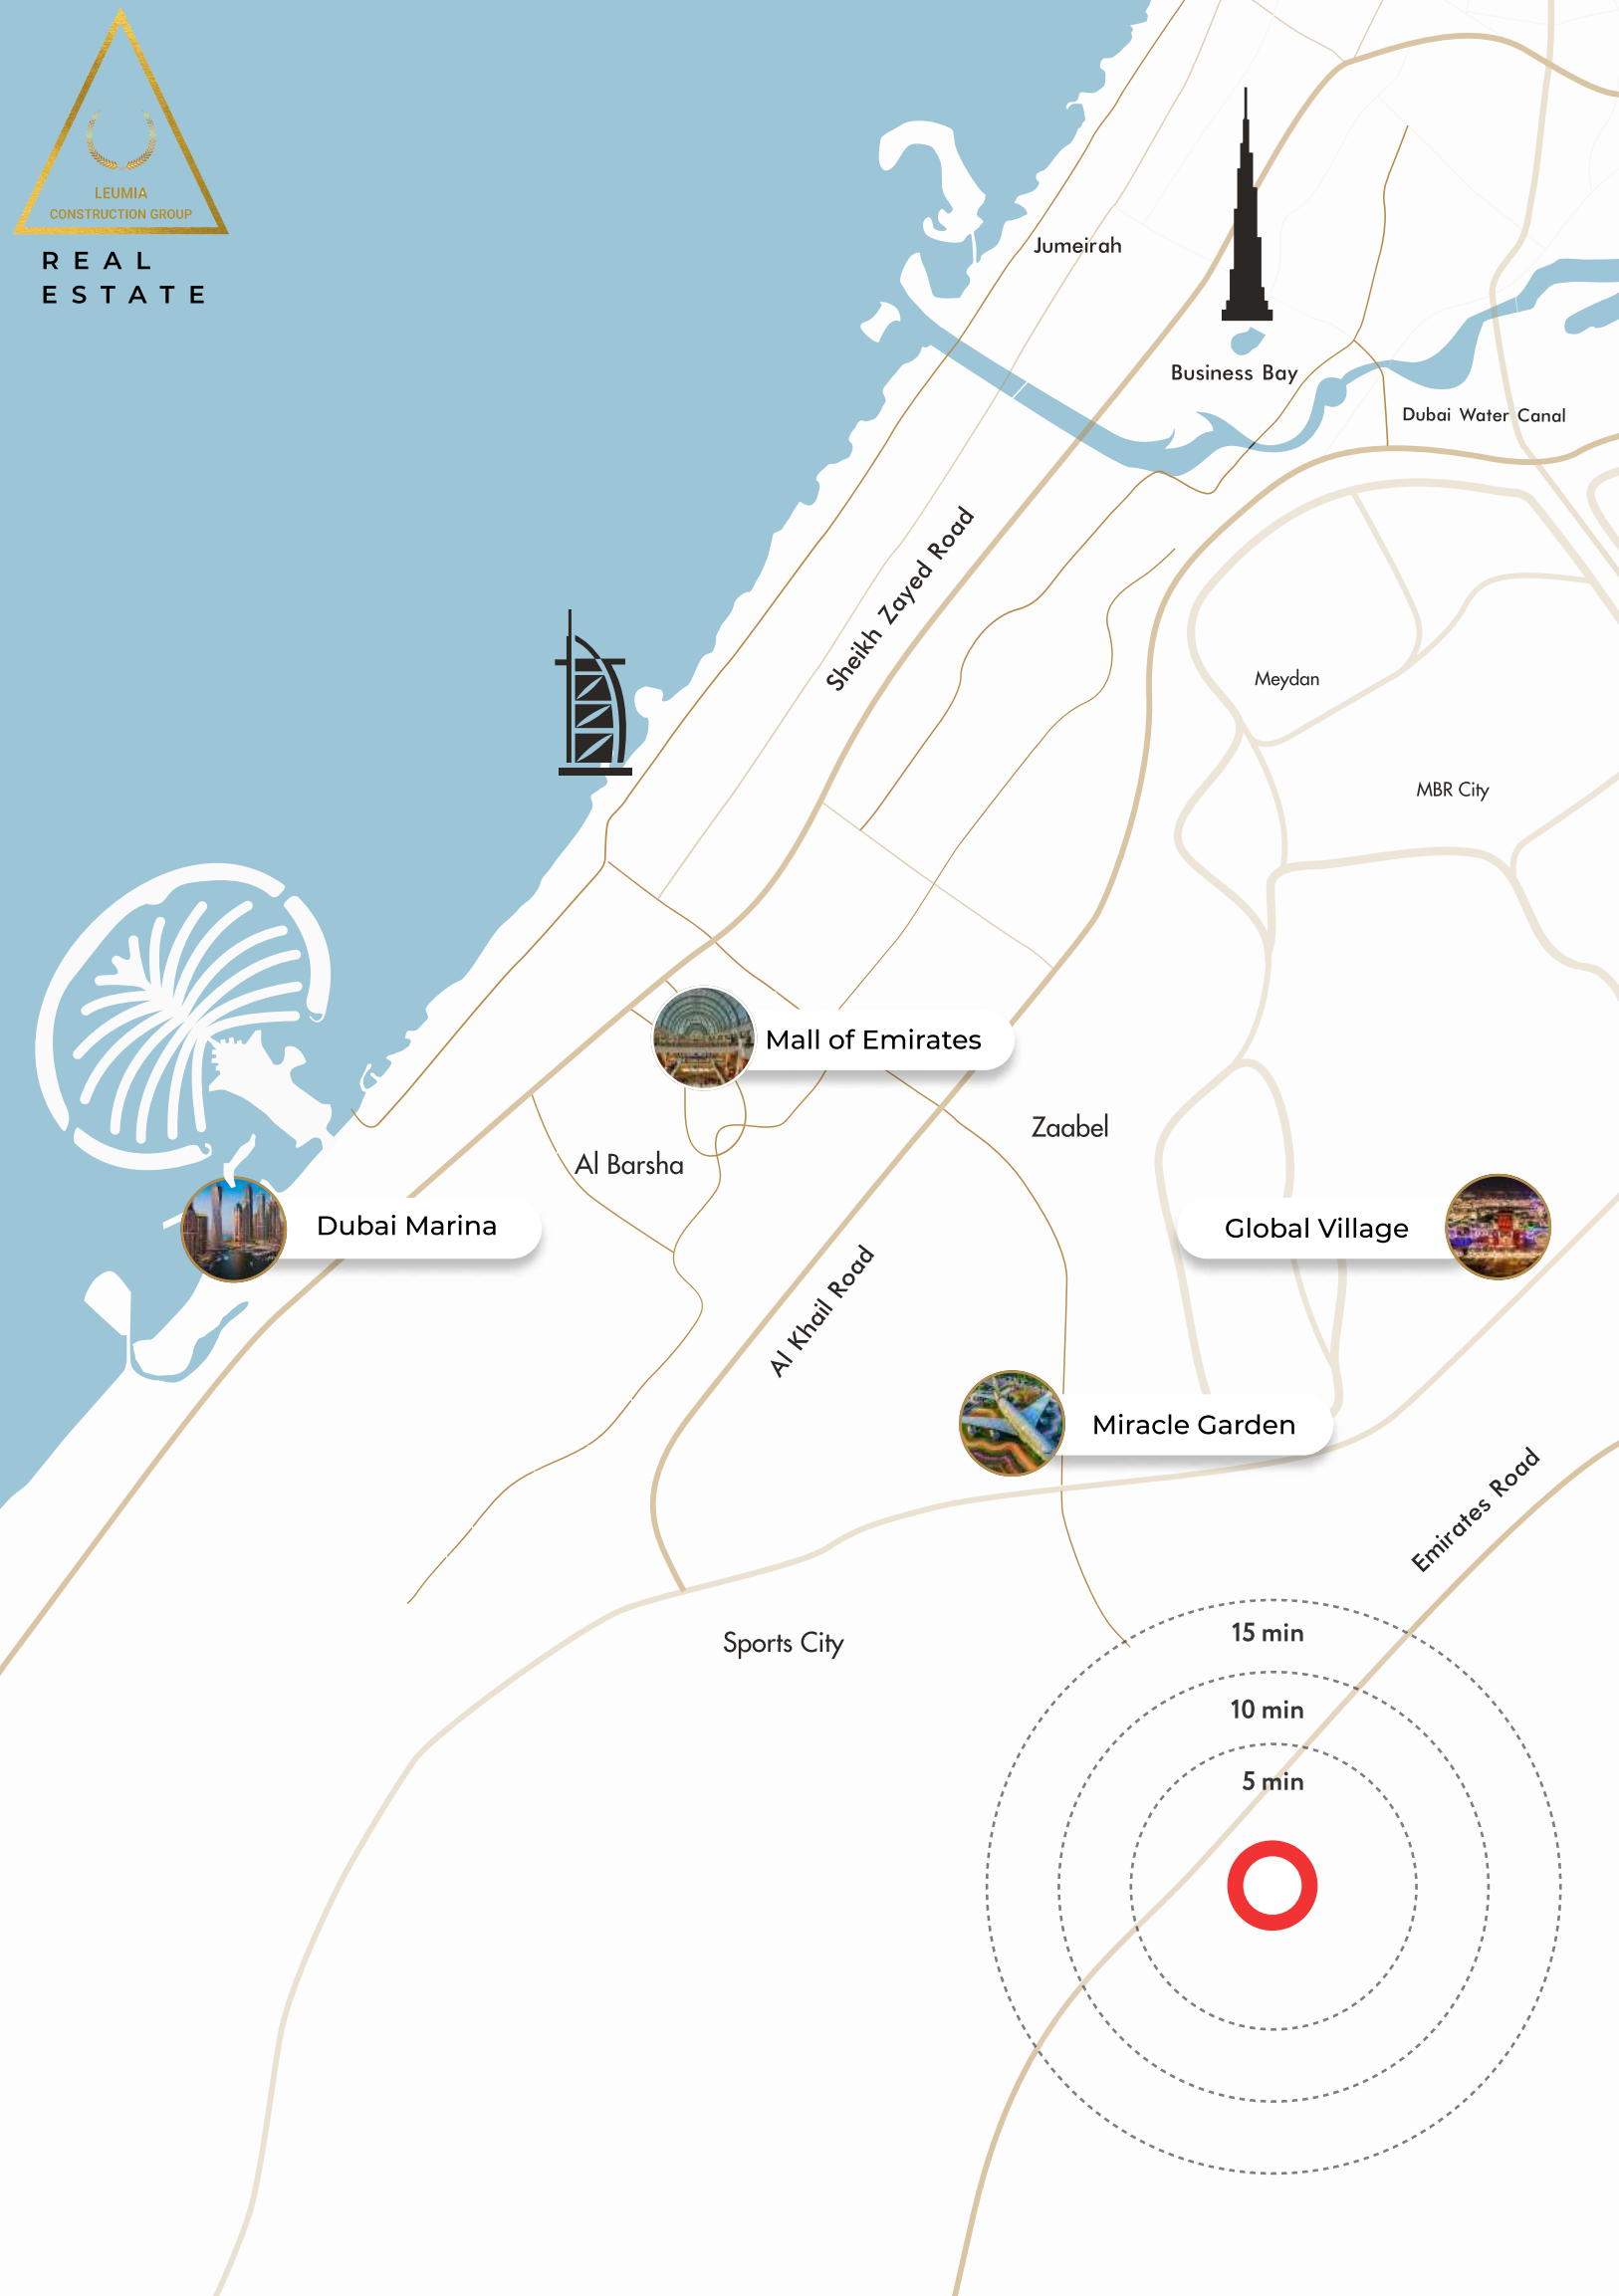 LEUMIA
CONSTRUCTION GROUP
REAL
ESTATE
Jumeirah
Business Bay
Dubai Water Canal
Sheikh Zayed Road
Meydan
MBR City
Mall of Emirates
Zaabel
Al Barsha
Dubai Marina
Global Village
Al Khail Road
Miracle Garden
Emirates Road
Sports City
15 min
10 min
5 min